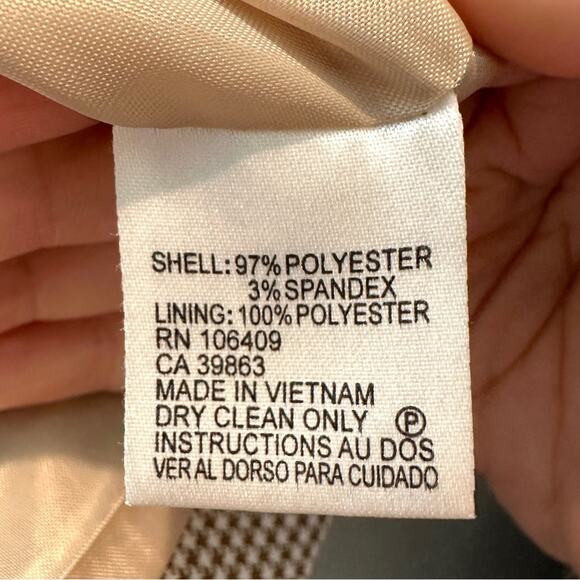 SHELL: 97% POLYESTER
3% SPANDEX
LINING: 100% POLYESTER
RN 106409
CA 39863
MADE IN VIETNAM
DRY CLEAN ONLY Ⓟ
INSTRUCTIONS AU DOS
VER AL DORSO PARA CUIDADO